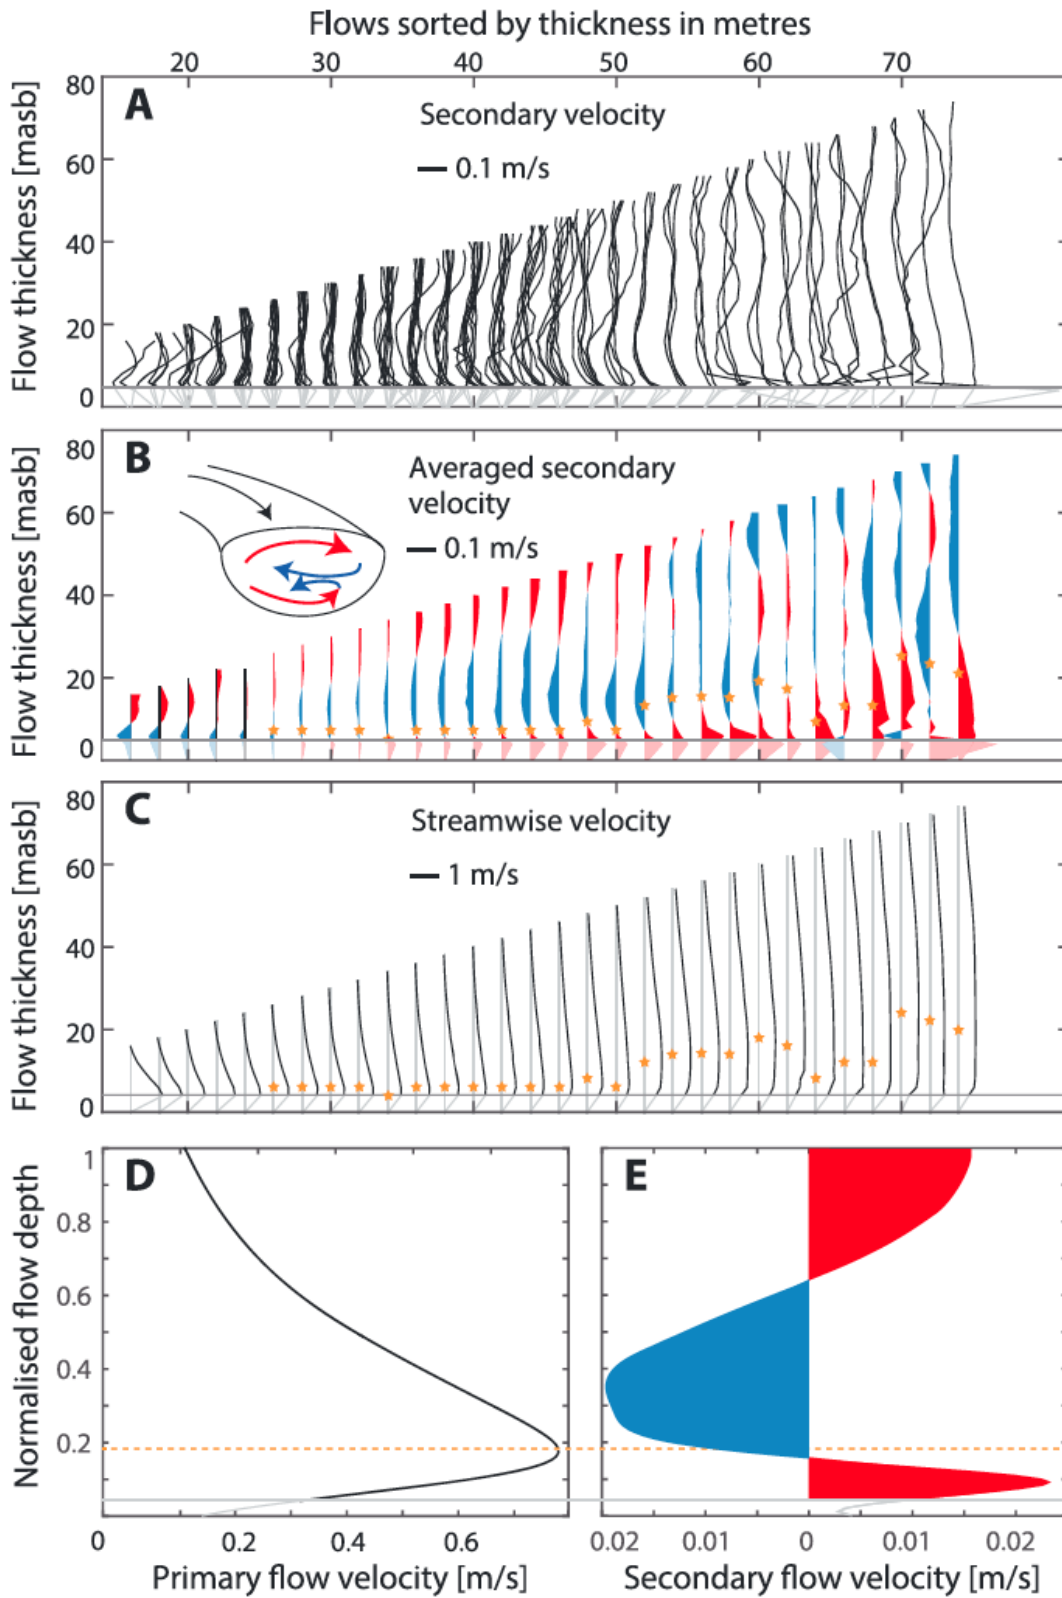 Flows sorted by thickness in metres
20 30 40 50 60 70
A
Secondary velocity
0.1 m/s
Flow thickness [masb]
80
60
40
20
0
B
Averaged secondary
velocity
0.1 m/s
Flow thickness [masb]
80
60
40
20
0
C
Streamwise velocity
1 m/s
Flow thickness [masb]
80
60
40
20
0
D
Normalised flow depth
1
0.8
0.6
0.4
0.2
0 0.2 0.4 0.6
Primary flow velocity [m/s]
E
0.02 0.01 0 0.01 0.02
Secondary flow velocity [m/s]